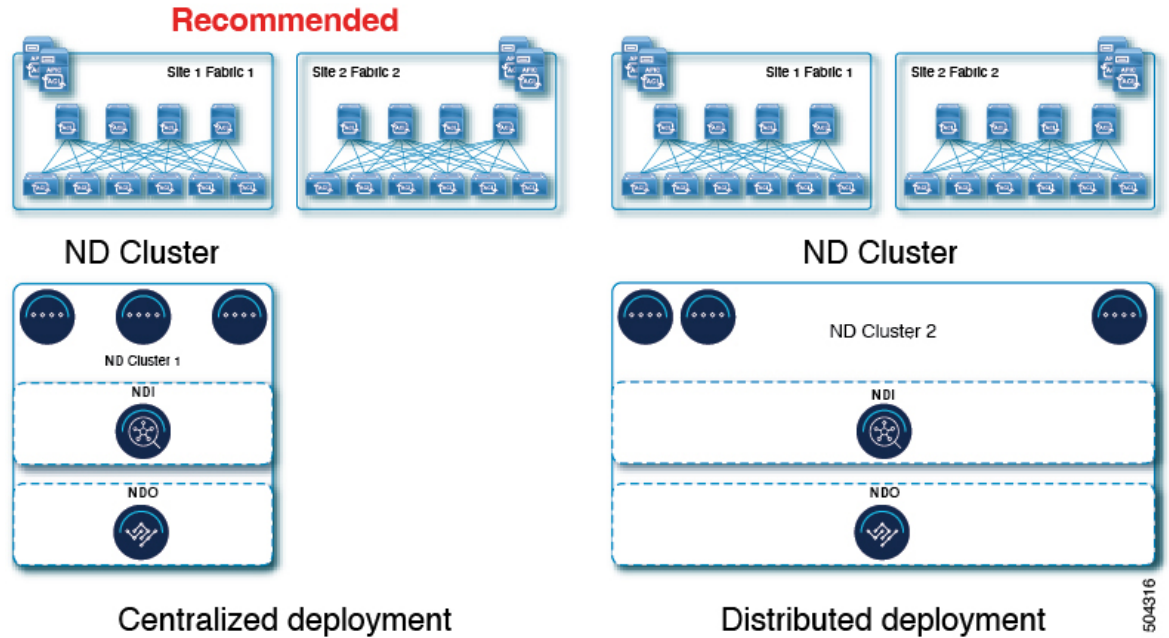 Recommended
Site 1 Fabric 1
Site 2 Fabric 2
Site 1 Fabric 1
Site 2 Fabric 2
ND Cluster
ND Cluster
ND Cluster 1
ND Cluster 2
NDI
NDI
NDO
NDO
Centralized deployment
Distributed deployment
504316